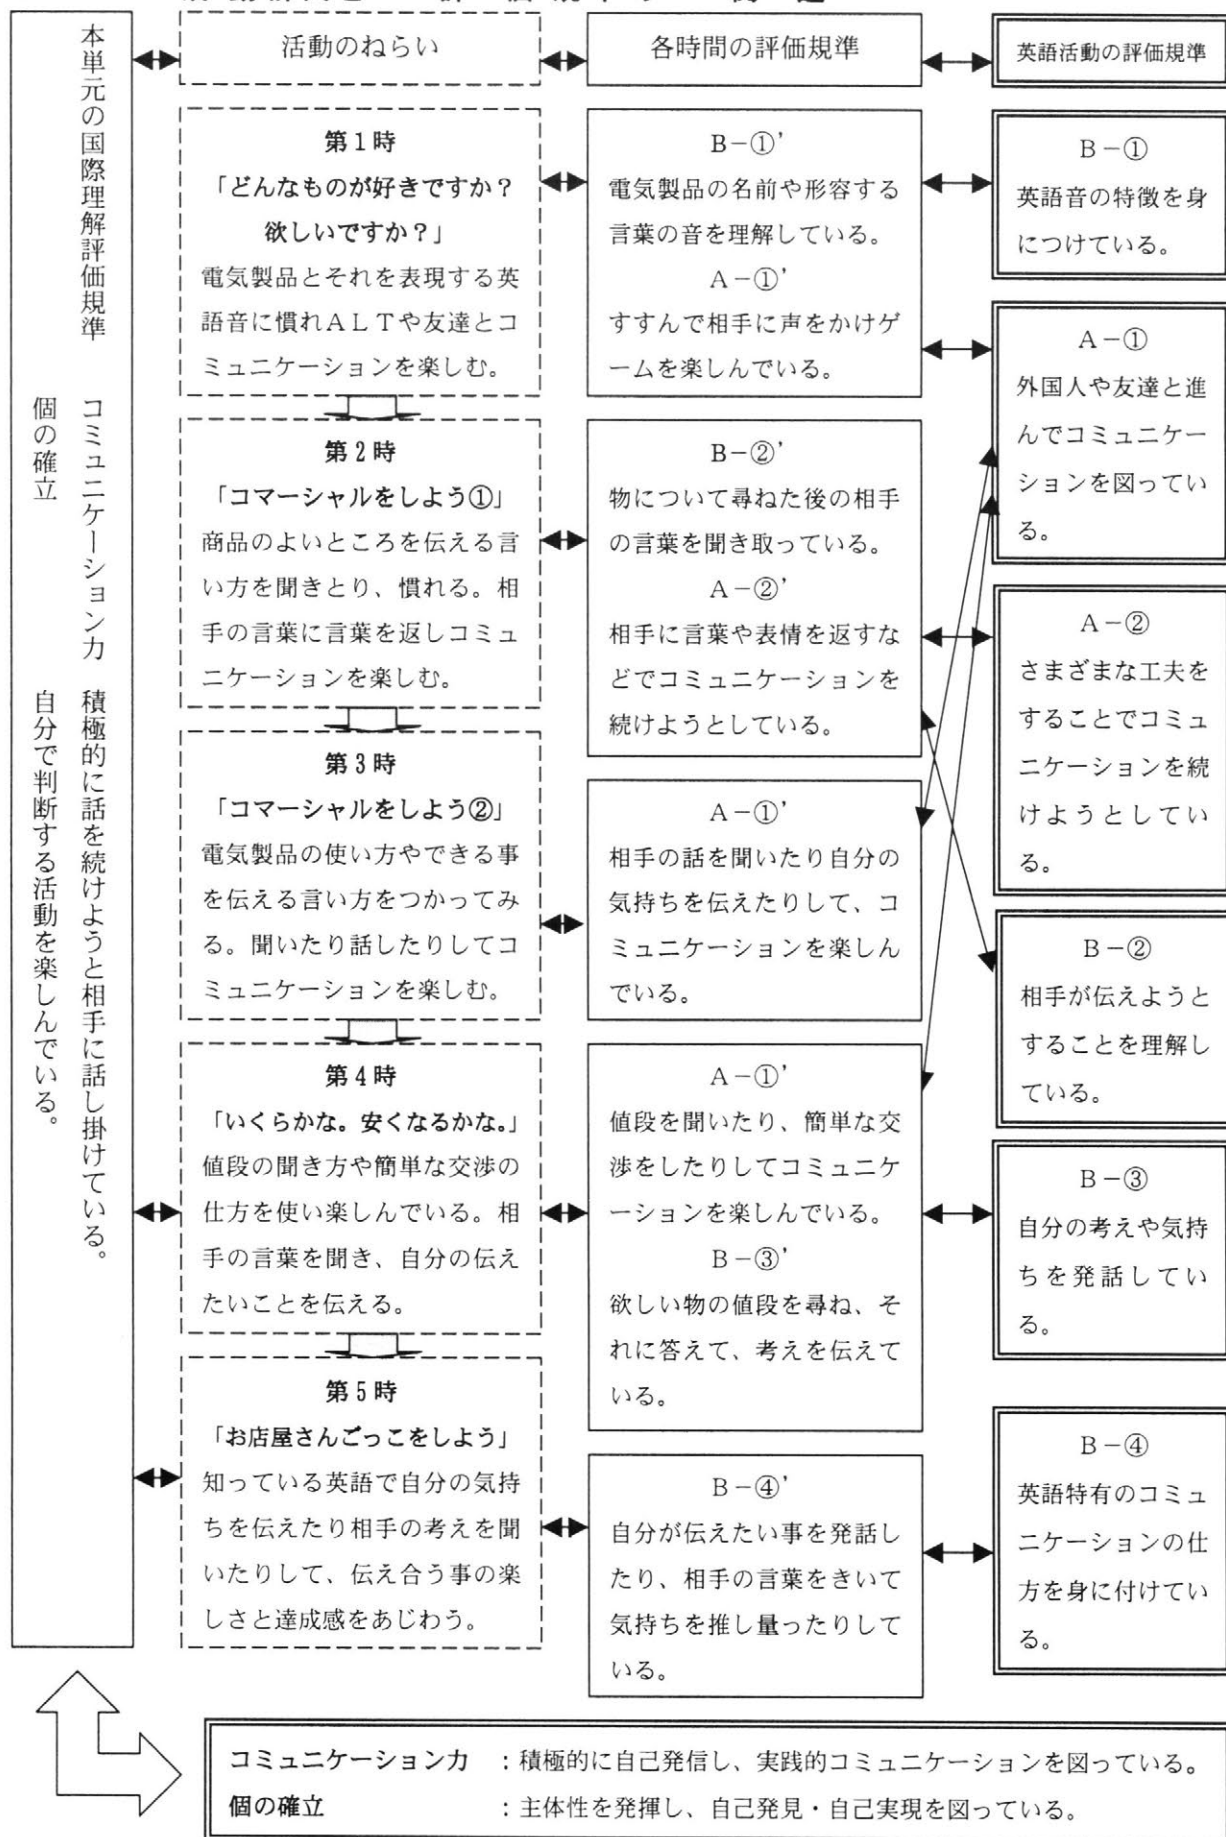 本単元の国際理解評価規準
コミュニケーション力　積極的に話を続けようと相手に話し掛けている。
個の確立　自分で判断する活動を楽しんでいる。
活動のねらい
各時間の評価規準
英語活動の評価規準
第1時
「どんなものが好きですか?
欲しいですか?」
電気製品とそれを表現する英
語音に慣れALTや友達とコ
ミュニケーションを楽しむ。
B-①'
電気製品の名前や形容する
言葉の音を理解している。
A-①'
すすんで相手に声をかけゲ
ームを楽しんでいる。
B-①
英語音の特徴を身
につけている。
A-①
外国人や友達と進
んでコミュニケー
ションを図ってい
る。
第2時
「コマーシャルをしよう①」
商品のよいところを伝える言
い方を聞きとり、慣れる。相
手の言葉に言葉を返しコミュ
ニケーションを楽しむ。
B-②'
物について尋ねた後の相手
の言葉を聞き取っている。
A-②'
相手に言葉や表情を返すな
どでコミュニケーションを
続けようとしている。
A-②
さまざまな工夫を
することでコミュ
ニケーションを続
けようとしてい
る。
第3時
「コマーシャルをしよう②」
電気製品の使い方やできる事
を伝える言い方をつかってみ
る。聞いたり話したりしてコ
ミュニケーションを楽しむ。
A-①'
相手の話を聞いたり自分の
気持ちを伝えたりして、コ
ミュニケーションを楽しん
でいる。
B-②
相手が伝えようと
することを理解し
ている。
第4時
「いくらかな。安くなるかな。」
値段の聞き方や簡単な交渉の
仕方を使い楽しんでいる。相
手の言葉を聞き、自分の伝え
たいことを伝える。
A-①'
値段を聞いたり、簡単な交
渉をしたりしてコミュニケ
ーションを楽しんでいる。
B-③'
欲しい物の値段を尋ね、そ
れに答えて、考えを伝えて
いる。
B-③
自分の考えや気持
ちを発話してい
る。
第5時
「お店屋さんごっこをしよう」
知っている英語で自分の気持
ちを伝えたり相手の考えを聞
いたりして、伝え合う事の楽
しさと達成感をあじわう。
B-④'
自分が伝えたい事を発話し
たり、相手の言葉をきいて
気持ちを推し量ったりして
いる。
B-④
英語特有のコミュ
ニケーションの仕
方を身に付けてい
る。
コミュニケーション力　:積極的に自己発信し、実践的コミュニケーションを図っている。
個の確立　:主体性を発揮し、自己発見・自己実現を図っている。